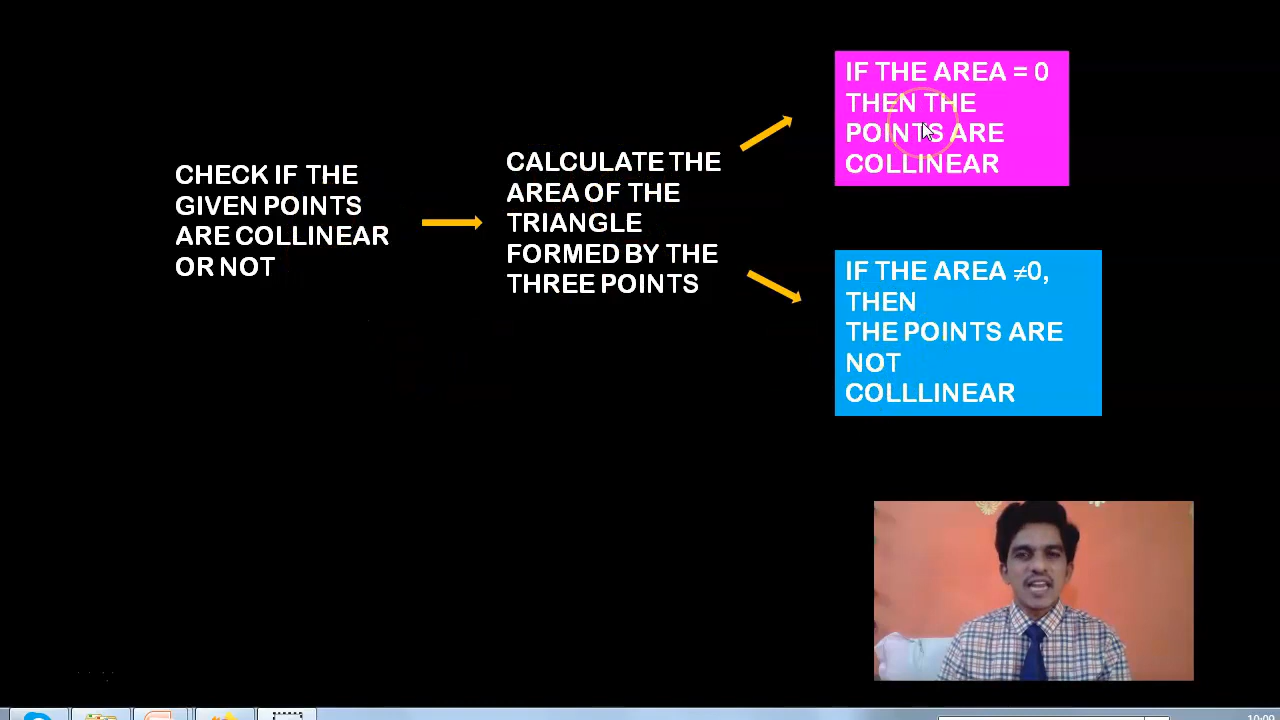 CHECK IF THE
GIVEN POINTS
ARE COLLINEAR
OR NOT
CALCULATE THE
AREA OF THE
TRIANGLE
FORMED BY THE
THREE POINTS
IF THE AREA = 0
THEN THE
POINTS ARE
COLLINEAR
IF THE AREA ≠0,
THEN
THE POINTS ARE
NOT
COLLLINEAR